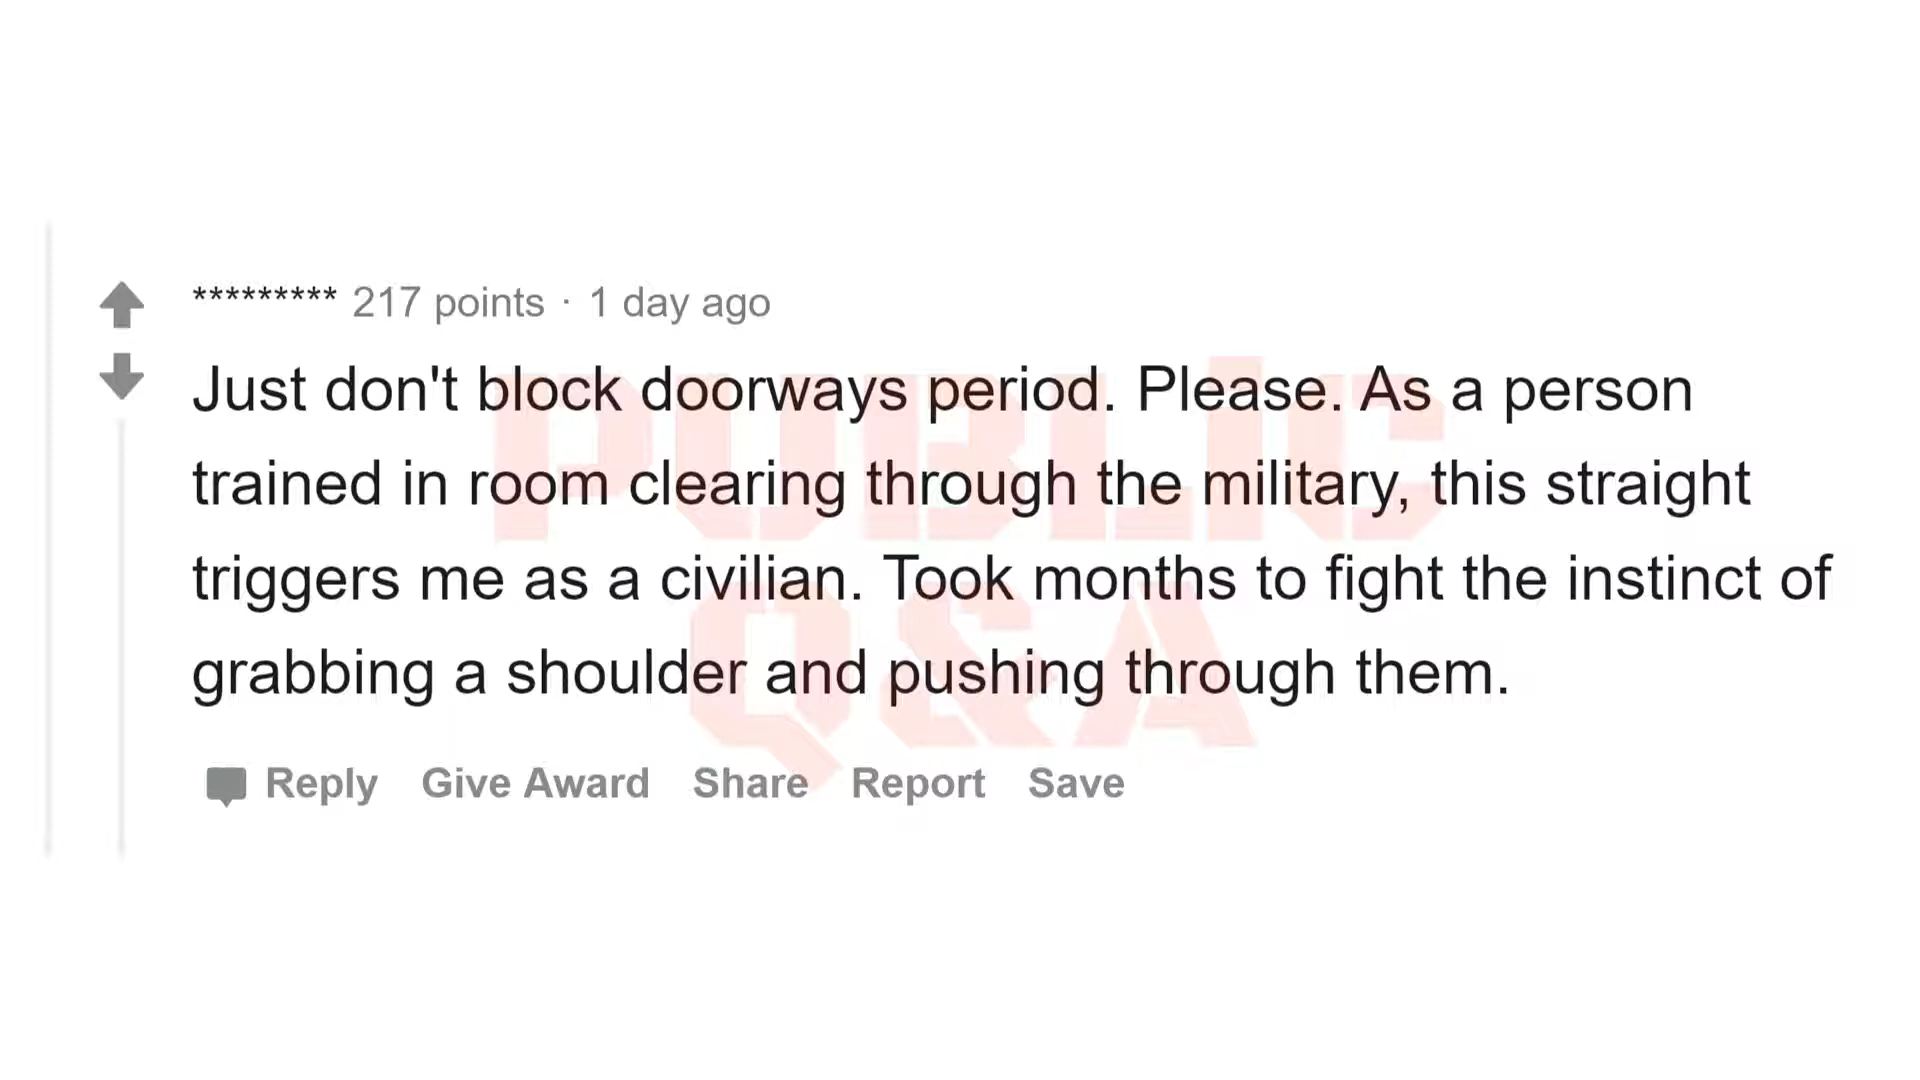 ********* 217 points · 1 day ago
Just don't block doorways period. Please. As a person
trained in room clearing through the military, this straight
triggers me as a civilian. Took months to fight the instinct of
grabbing a shoulder and pushing through them.
Reply Give Award Share Report Save
PUBLIC
Q&A